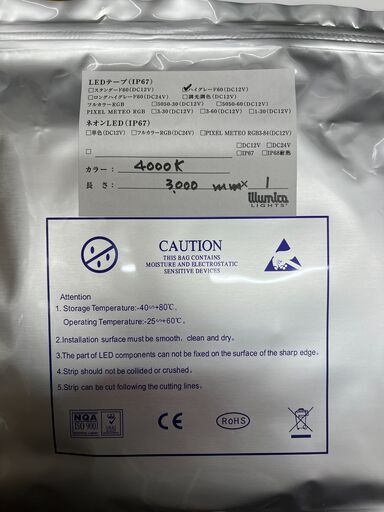 LEDテープ(IP67)
□スタンダード60(DC12V) ☑ハイグレード60(DC12V)
□ロングハイグレード60(DC24V) □調光調色(DC12V)
フルカラーRGB □5050-30(DC12V) □5050-60(DC12V)
PIXEL METEO RGB □3-30(DC12V) □3-60(DC12V) □1-30(DC12V)
ネオンLED(IP67)
□単色(DC12V) □フルカラーRGB(DC24V) □PIXEL METEO RGB3-84(DC12V)
□ □DC12V □DC24V
□IP67 □IP68耐熱
カラー: 4000K
長さ: 3,000 mm× 1
illumica
LIGHTS
CAUTION
THIS BAG CONTAINS
MOISTURE AND ELECTROSTATIC
SENSITIVE DEVICES
Attention
1. Storage Temperature:-40∽+80℃,
Operating Temperature:-25∽+60℃.
2.Installation surface must be smooth, clean and dry.
3.The part of LED components can not be fixed on the surface of the sharp edge.
4.Strip should not be collided or crushed.
5.Strip can be cut following the cutting lines.
NQA
ISO 9001
UKAS
CE
RoHS